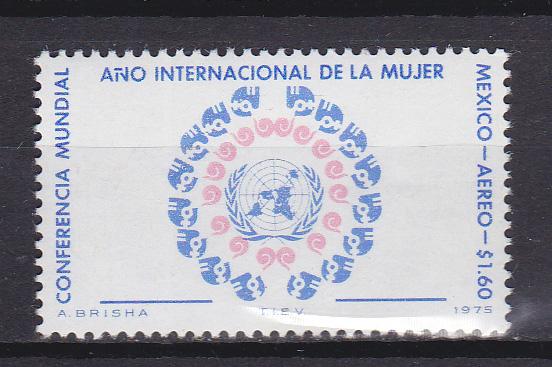 AÑO INTERNACIONAL DE LA MUJER
CONFERENCIA MUNDIAL
MEXICO—AEREO—$1.60
A. BRISHA
T.I.E.V.
1975